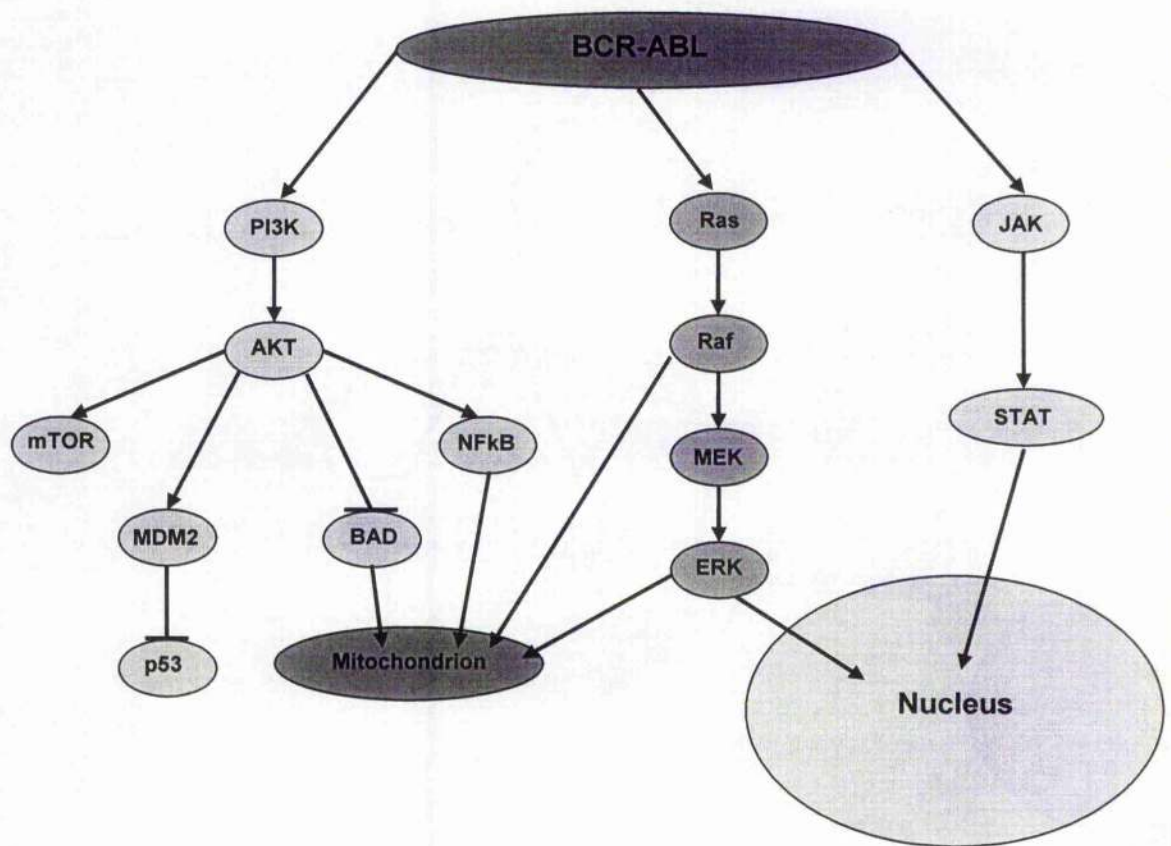 BCR-ABL
PI3K
Ras
JAK
AKT
Raf
mTOR
NFkB
MEK
STAT
MDM2
BAD
ERK
p53
Mitochondrion
Nucleus